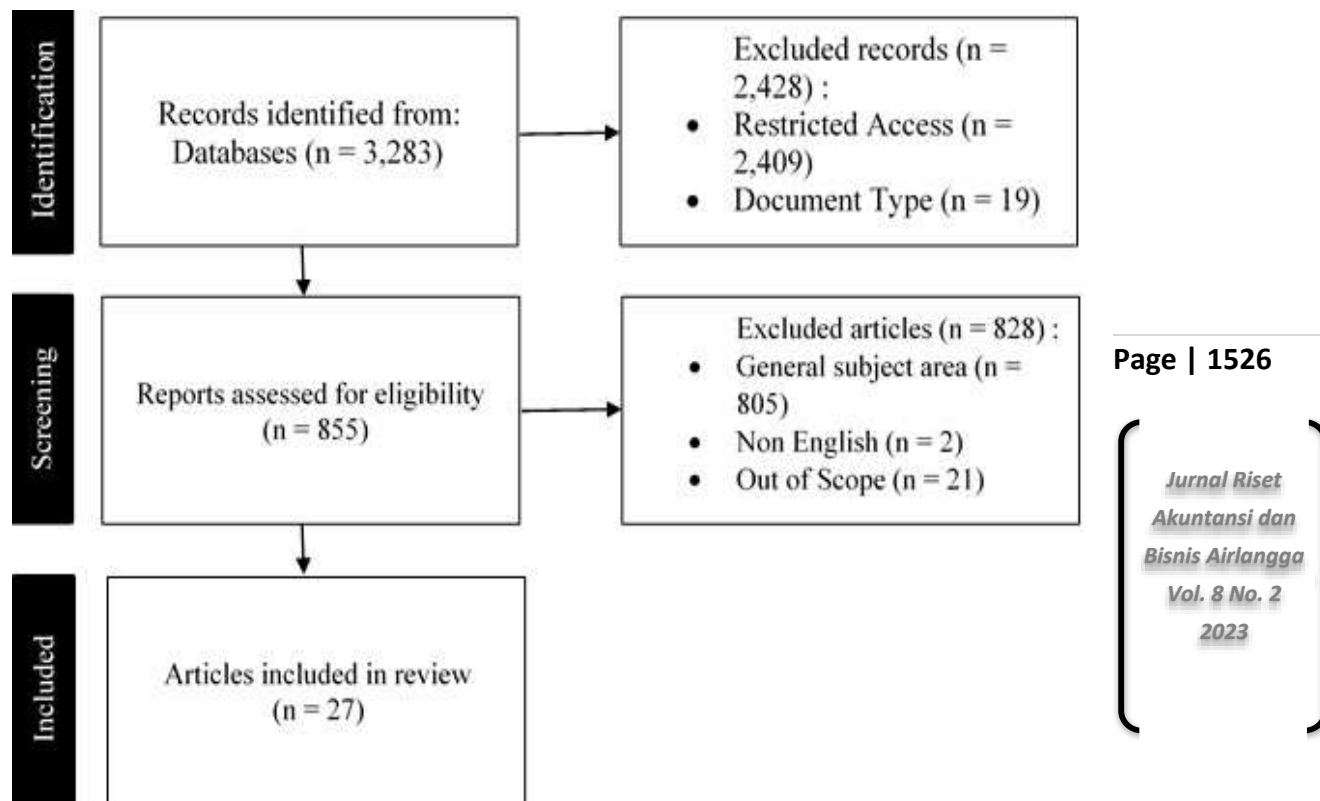 Identification
Records identified from:
Databases (n = 3,283)
Excluded records (n =
2,428) :
• Restricted Access (n =
2,409)
• Document Type (n = 19)
Screening
Reports assessed for eligibility
(n = 855)
Excluded articles (n = 828) :
• General subject area (n =
805)
• Non English (n = 2)
• Out of Scope (n = 21)
Included
Articles included in review
(n = 27)
Page | 1526
Jurnal Riset
Akuntansi dan
Bisnis Airlangga
Vol. 8 No. 2
2023